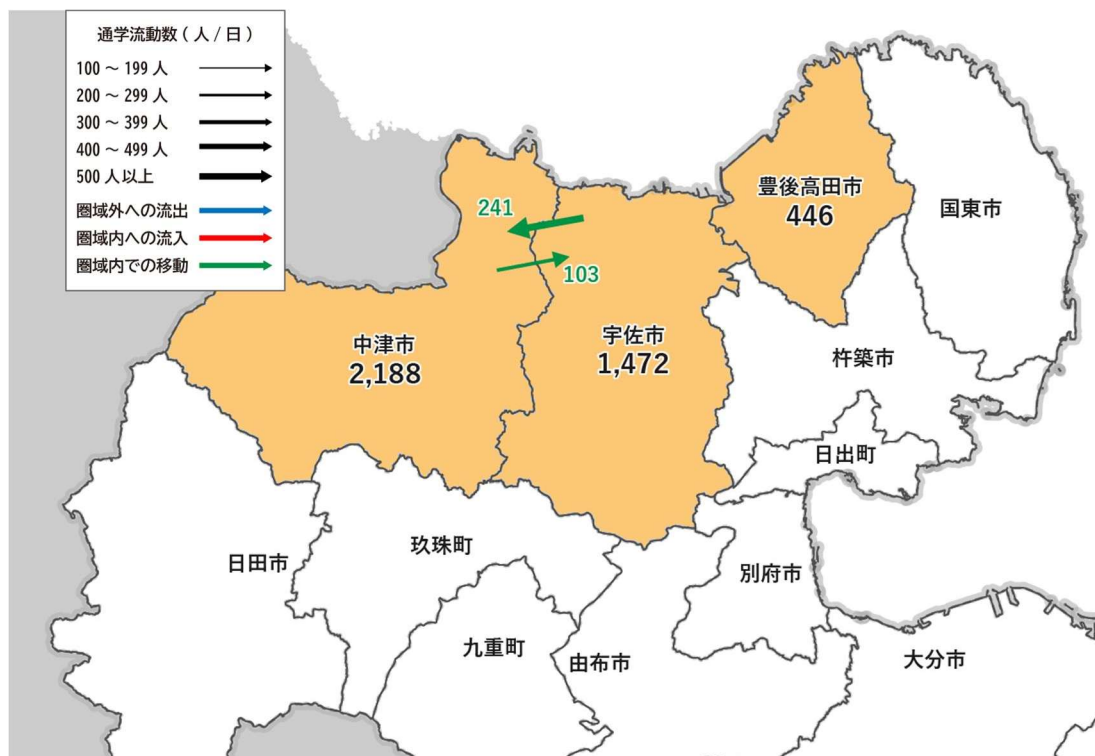 通学流動数 ( 人 / 日 )
100 ～ 199 人
200 ～ 299 人
300 ～ 399 人
400 ～ 499 人
500 人以上
圏域外への流出
圏域内への流入
圏域内での移動
豊後高田市
446
国東市
241
103
中津市
2,188
宇佐市
1,472
杵築市
日出町
日田市
玖珠町
別府市
九重町
由布市
大分市